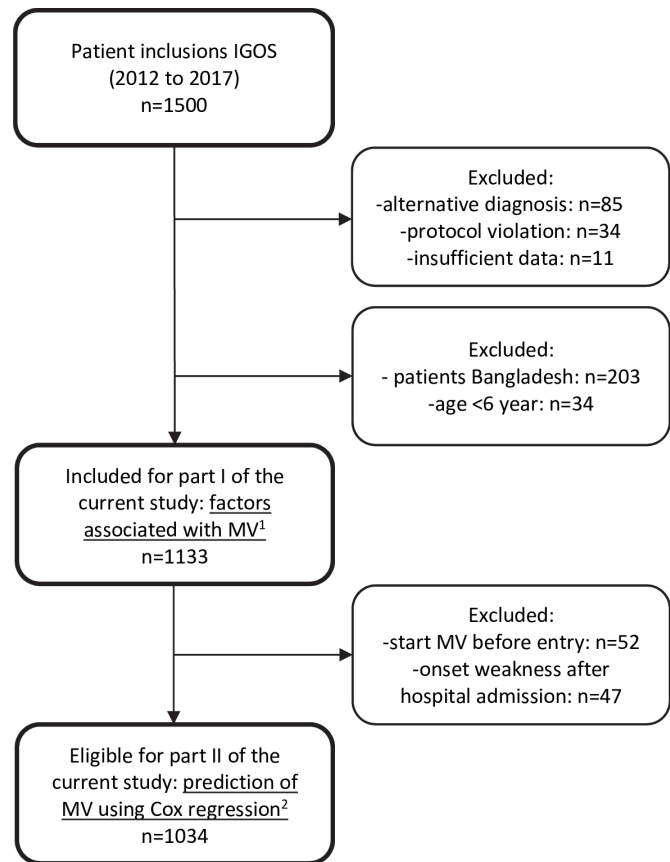 Patient inclusions IGOS
(2012 to 2017)
n=1500
Excluded:
-alternative diagnosis: n=85
-protocol violation: n=34
-insufficient data: n=11
Excluded:
- patients Bangladesh: n=203
-age <6 year: n=34
Included for part I of the
current study: factors
associated with MV¹
n=1133
Excluded:
-start MV before entry: n=52
-onset weakness after
hospital admission: n=47
Eligible for part II of the
current study: prediction of
MV using Cox regression²
n=1034